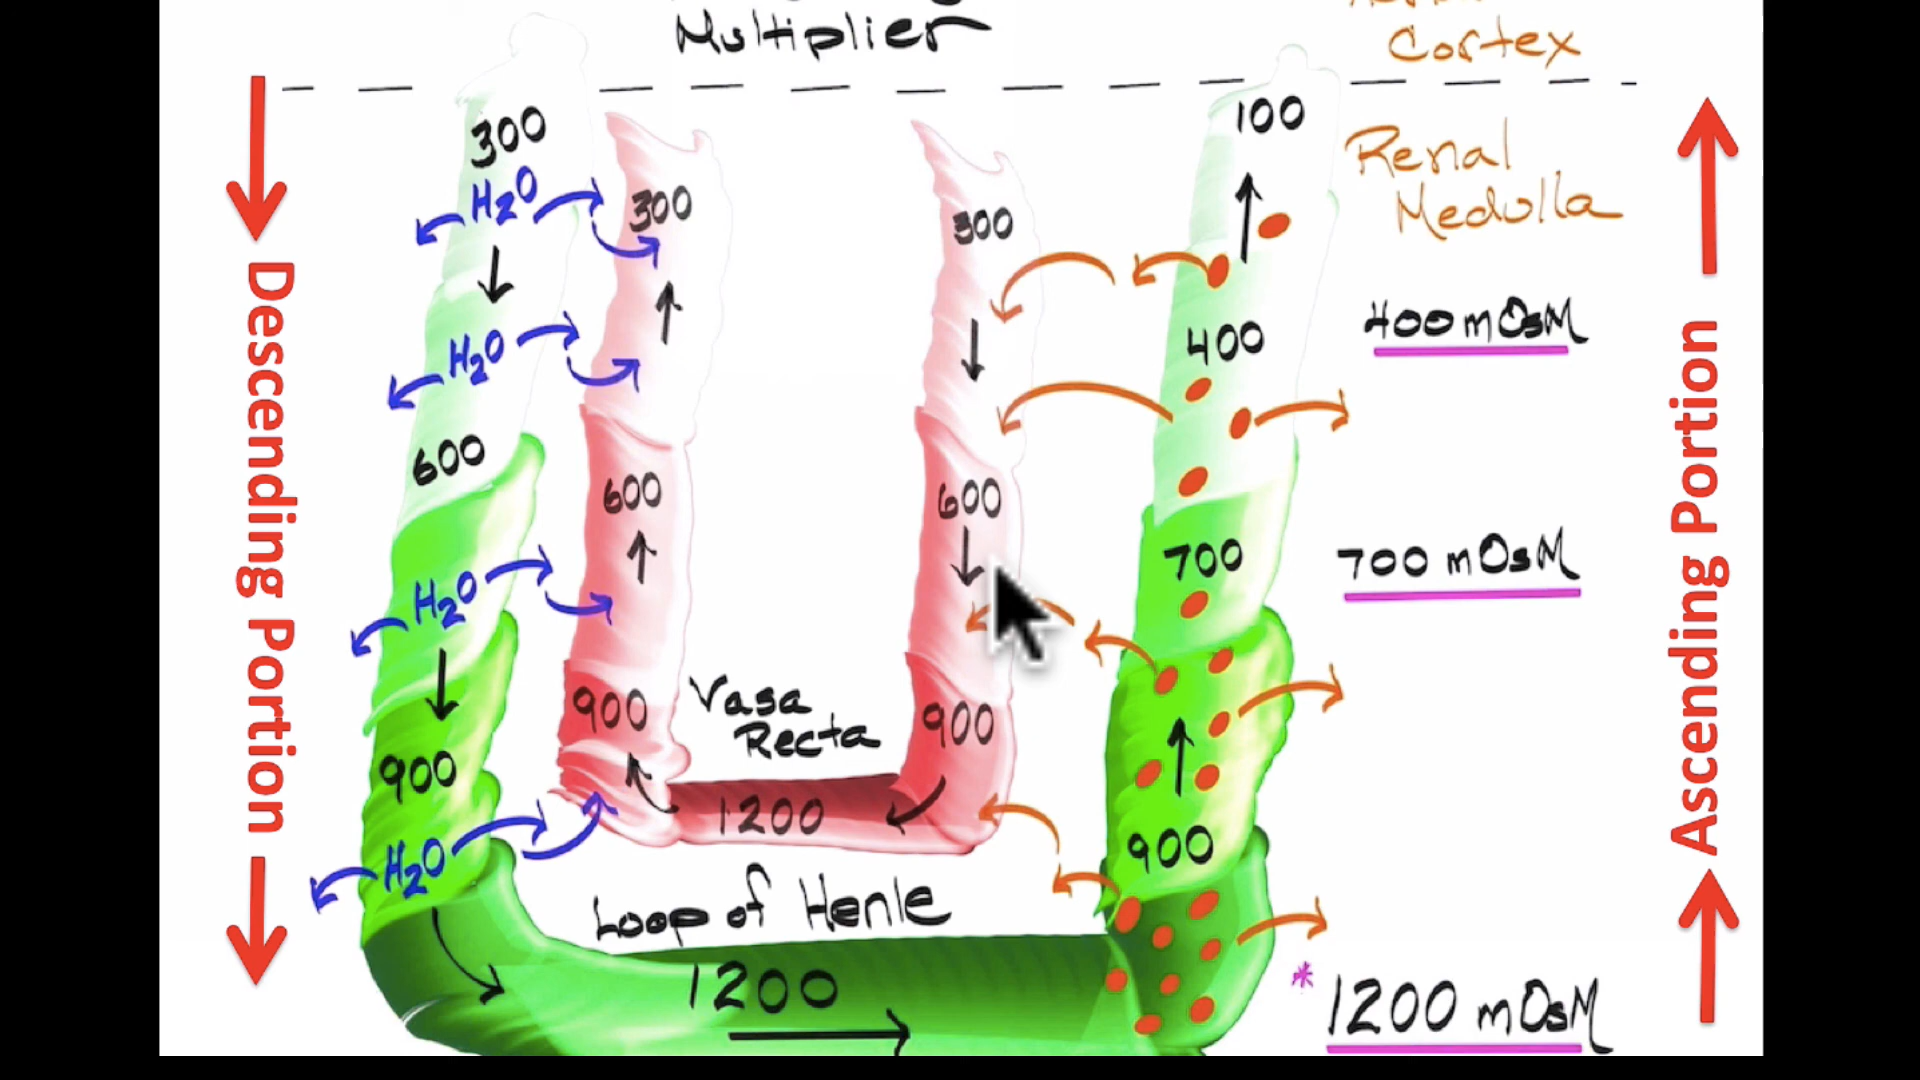 Multiplier
Cortex
Renal
Medulla
300
H2O
H2O
600
H2O
900
H2O
300
600
900
Vasa
Recta
1200
300
600
900
100
400
700
900
400 mOsM
700 mOsM
1200 mOsM
*
Loop of Henle
1200
Descending Portion
Ascending Portion